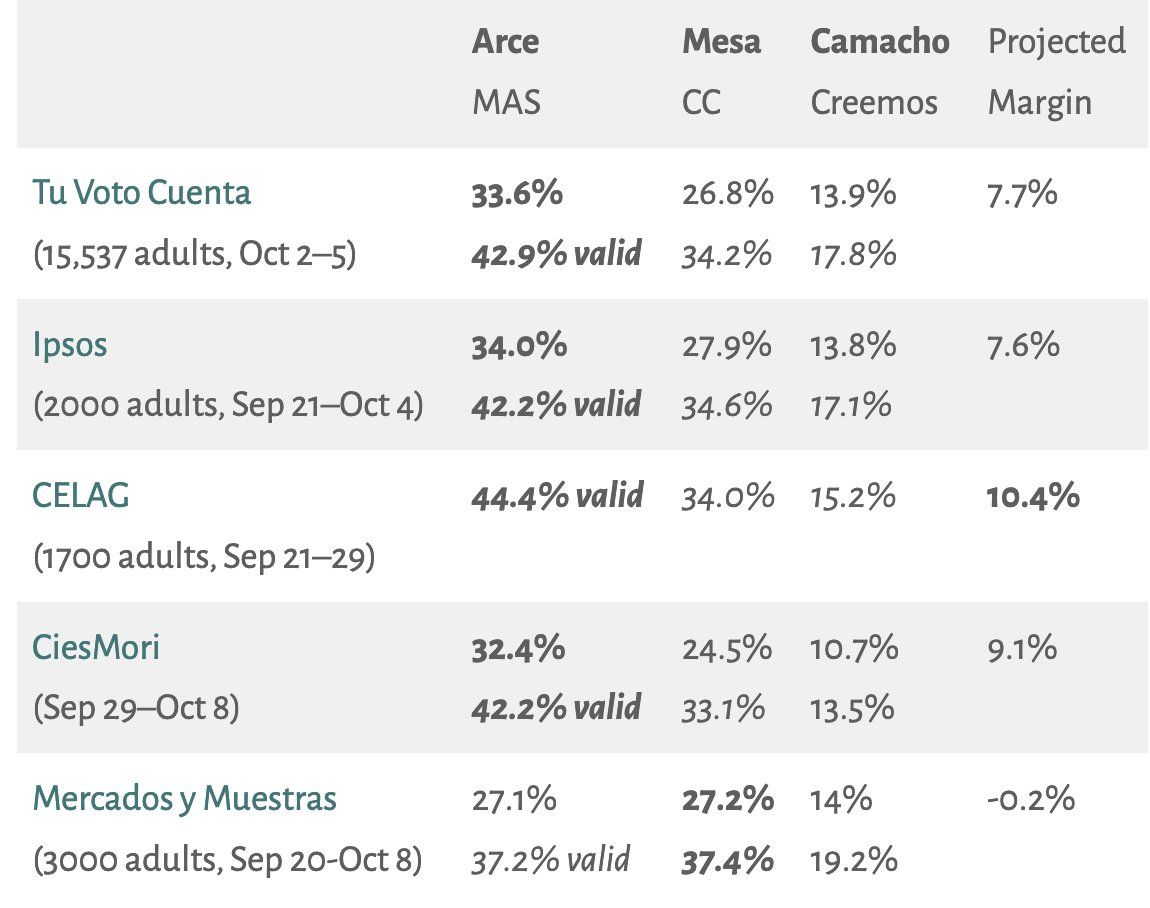 Arce Mesa Camacho Projected
MAS CC Creemos Margin
Tu Voto Cuenta 33.6% 26.8% 13.9% 7.7%
(15,537 adults, Oct 2–5) 42.9% valid 34.2% 17.8%
Ipsos 34.0% 27.9% 13.8% 7.6%
(2000 adults, Sep 21–Oct 4) 42.2% valid 34.6% 17.1%
CELAG 44.4% valid 34.0% 15.2% 10.4%
(1700 adults, Sep 21–29)
CiesMori 32.4% 24.5% 10.7% 9.1%
(Sep 29–Oct 8) 42.2% valid 33.1% 13.5%
Mercados y Muestras 27.1% 27.2% 14% -0.2%
(3000 adults, Sep 20-Oct 8) 37.2% valid 37.4% 19.2%